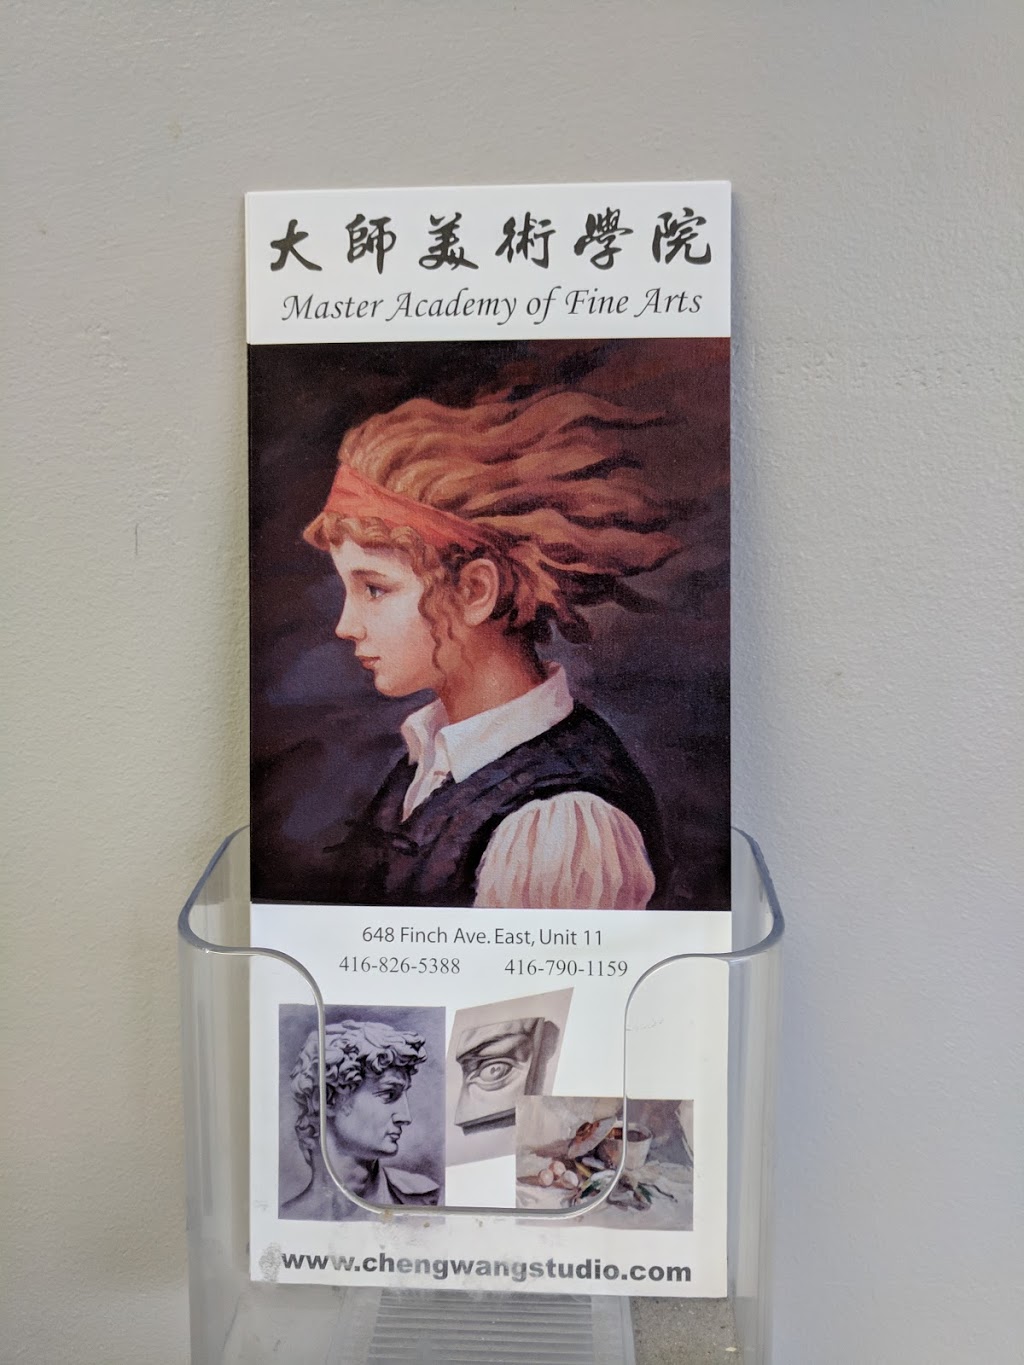 大師美術學院
Master Academy of Fine Arts
648 Finch Ave. East, Unit 11
416-826-5388 416-790-1159
www.chengwangstudio.com